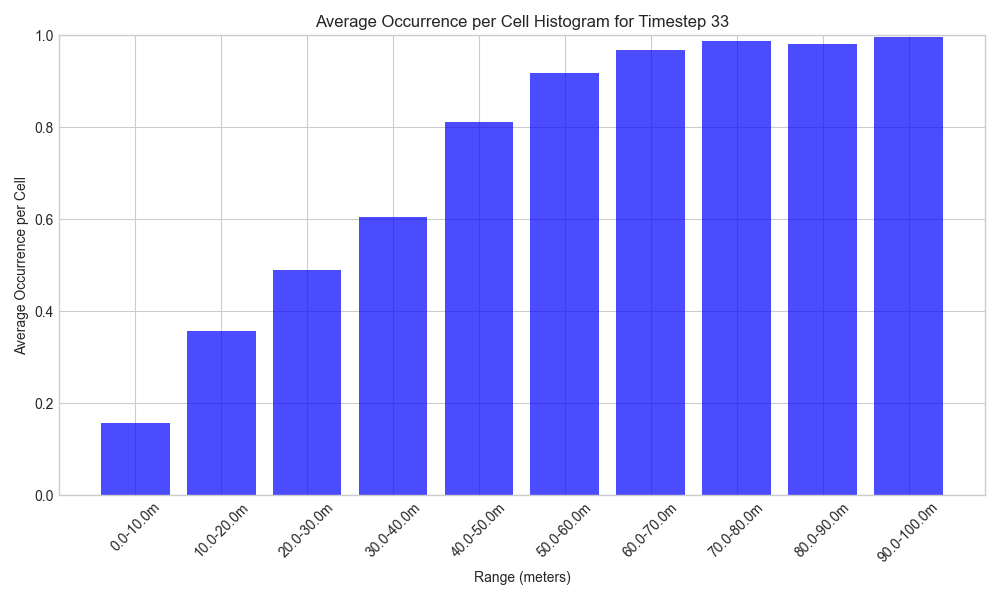 Average Occurrence per Cell Histogram for Timestep 33
Average Occurrence per Cell
1.0
0.8
0.6
0.4
0.2
0.0
0.0-10.0m
10.0-20.0m
20.0-30.0m
30.0-40.0m
40.0-50.0m
50.0-60.0m
60.0-70.0m
70.0-80.0m
80.0-90.0m
90.0-100.0m
Range (meters)